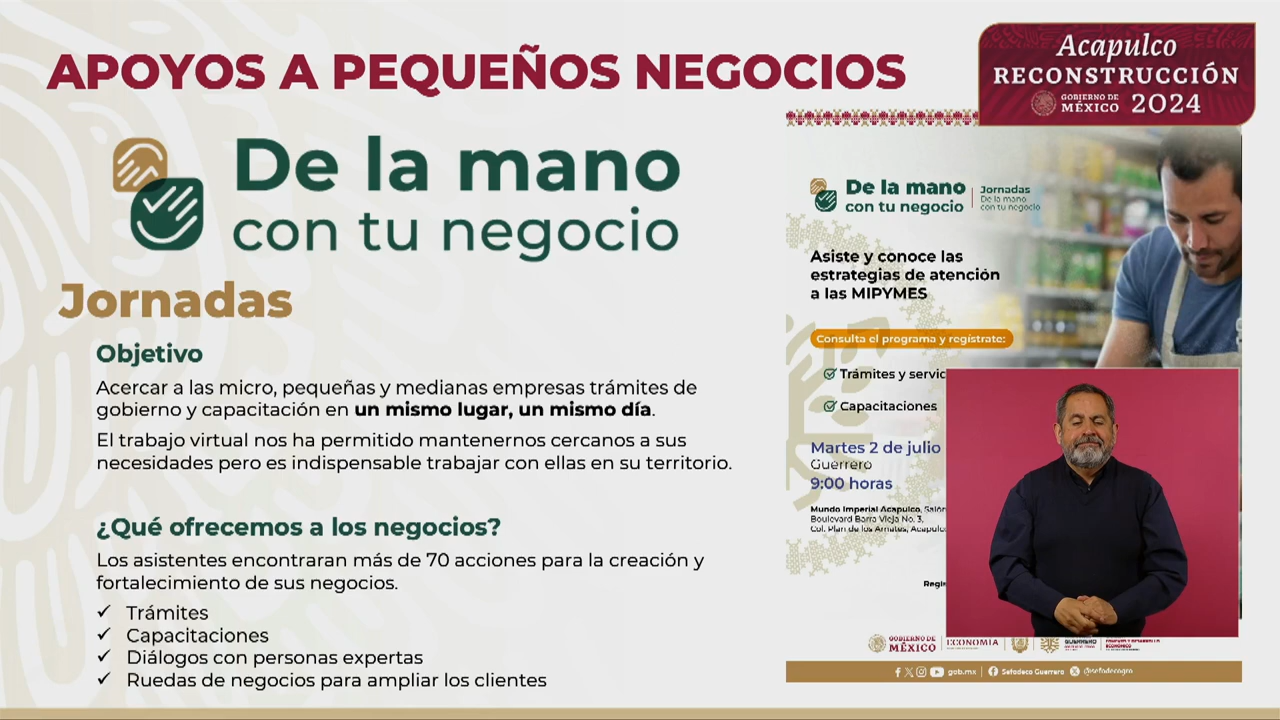 APOYOS A PEQUEÑOS NEGOCIOS
Acapulco
RECONSTRUCCIÓN
GOBIERNO DE
MÉXICO
2024
De la mano
con tu negocio
Jornadas
Objetivo
Acercar a las micro, pequeñas y medianas empresas trámites de
gobierno y capacitación en un mismo lugar, un mismo día.
El trabajo virtual nos ha permitido mantenernos cercanos a sus
necesidades pero es indispensable trabajar con ellas en su territorio.
¿Qué ofrecemos a los negocios?
Los asistentes encontraran más de 70 acciones para la creación y
fortalecimiento de sus negocios.
✓ Trámites
✓ Capacitaciones
✓ Diálogos con personas expertas
✓ Ruedas de negocios para ampliar los clientes
De la mano
con tu negocio
Jornadas
De la mano
con tu negocio
Asiste y conoce las
estrategias de atención
a las MIPYMES
Consulta el programa y regístrate:
Trámites y servic
Capacitaciones
Martes 2 de julio
Guerrero
9:00 horas
Mundo Imperial Acapulco, Salón
Boulevard Barra Vieja No. 3,
Col. Plan de los Amates, Acapulco
Regis
GOBIERNO DE
MÉXICO
ECONOMÍA
GUERRERO
gob.mx
Sefodeco Guerrero
@sefodecogro